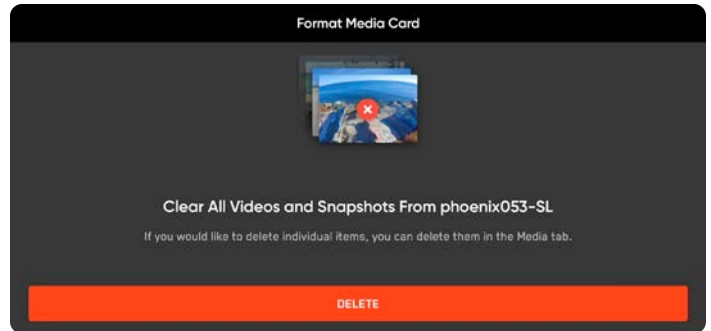 Format Media Card
Clear All Videos and Snapshots From phoenix053-SL
If you would like to delete individual items, you can delete them in the Media tab.
DELETE